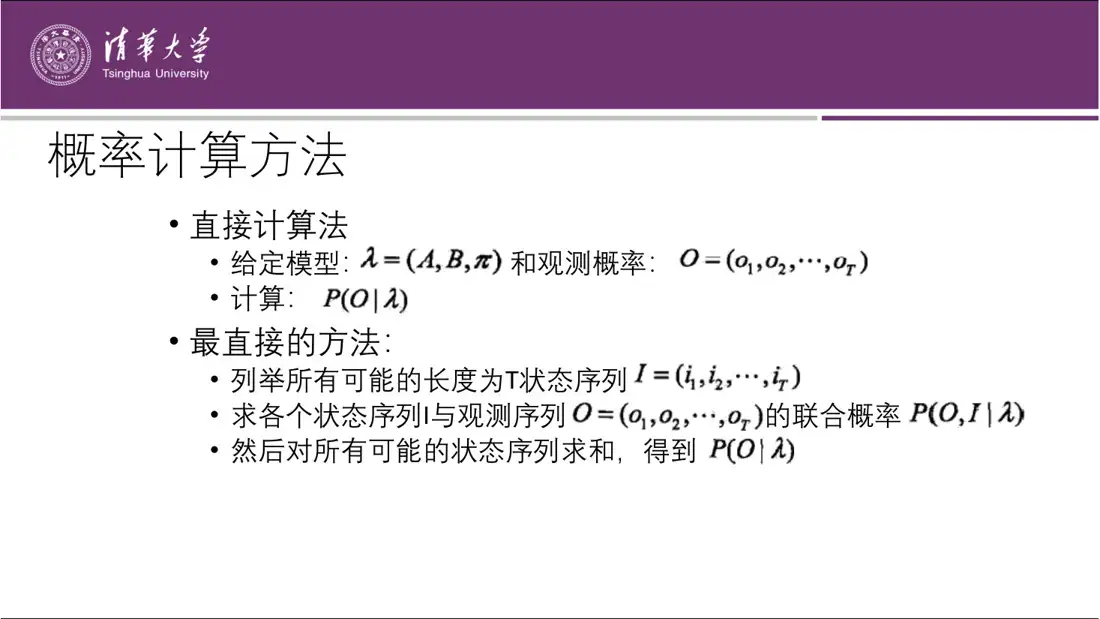 清华大学
Tsinghua University
概率计算方法
• 直接计算法
• 给定模型：λ = (A, B, π) 和观测概率： O = (o₁, o₂, ⋯, o_T)
• 计算： P(O | λ)
• 最直接的方法：
• 列举所有可能的长度为T状态序列 I = (i₁, i₂, ⋯, i_T)
• 求各个状态序列I与观测序列 O = (o₁, o₂, ⋯, o_T)的联合概率 P(O, I | λ)
• 然后对所有可能的状态序列求和，得到 P(O | λ)